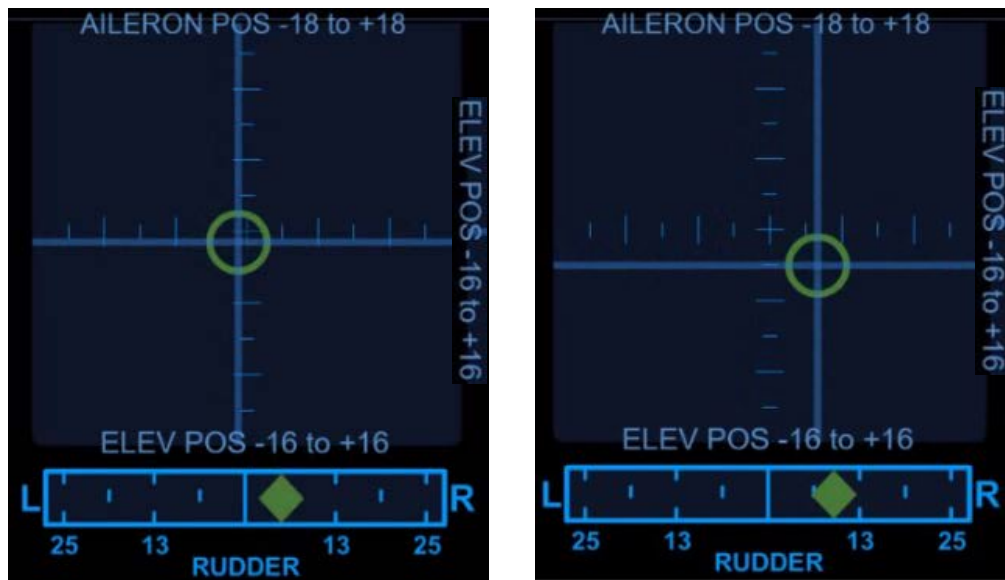 AILERON POS -18 to +18
ELEV POS -16 to +16
ELEV POS -16 to +16
L R
25 13 13 25
RUDDER
AILERON POS -18 to +18
ELEV POS -16 to +16
ELEV POS -16 to +16
L R
25 13 13 25
RUDDER